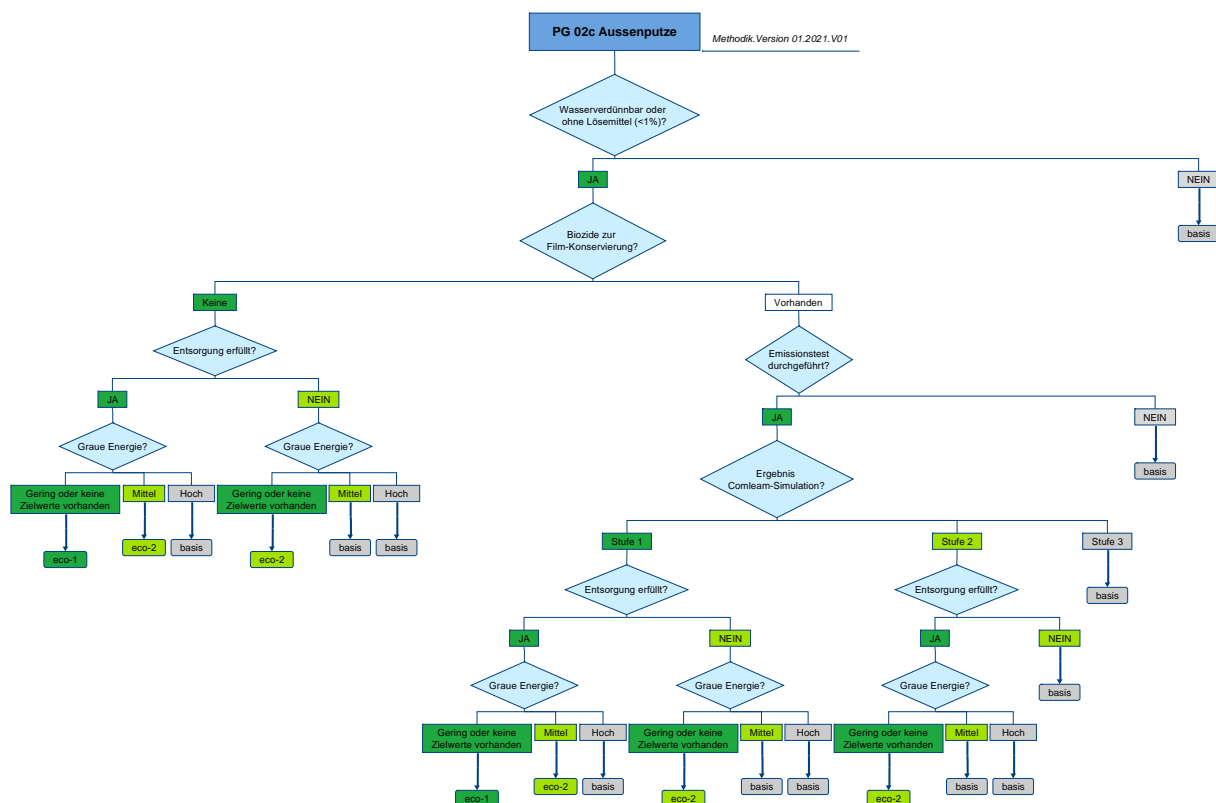 PG 02c Aussenputze
Methodik.Version 01.2021.V01
Wasserverdünnbar oder
ohne Lösemittel (<1%)?
JA
NEIN
Biozide zur
Film-Konservierung?
basis
Keine
Vorhanden
Entsorgung erfüllt?
Emissionstest
durchgeführt?
JA
NEIN
JA
NEIN
Graue Energie?
Graue Energie?
Ergebnis
Comleam-Simulation?
basis
Gering oder keine
Zielwerte vorhanden
Mittel
Hoch
Gering oder keine
Zielwerte vorhanden
Mittel
Hoch
eco-1
eco-2
basis
eco-2
basis
basis
Stufe 1
Stufe 2
Stufe 3
Entsorgung erfüllt?
Entsorgung erfüllt?
basis
JA
NEIN
JA
NEIN
Graue Energie?
Graue Energie?
Graue Energie?
basis
Gering oder keine
Zielwerte vorhanden
Mittel
Hoch
Gering oder keine
Zielwerte vorhanden
Mittel
Hoch
Gering oder keine
Zielwerte vorhanden
Mittel
Hoch
eco-1
eco-2
basis
eco-2
basis
basis
eco-2
basis
basis